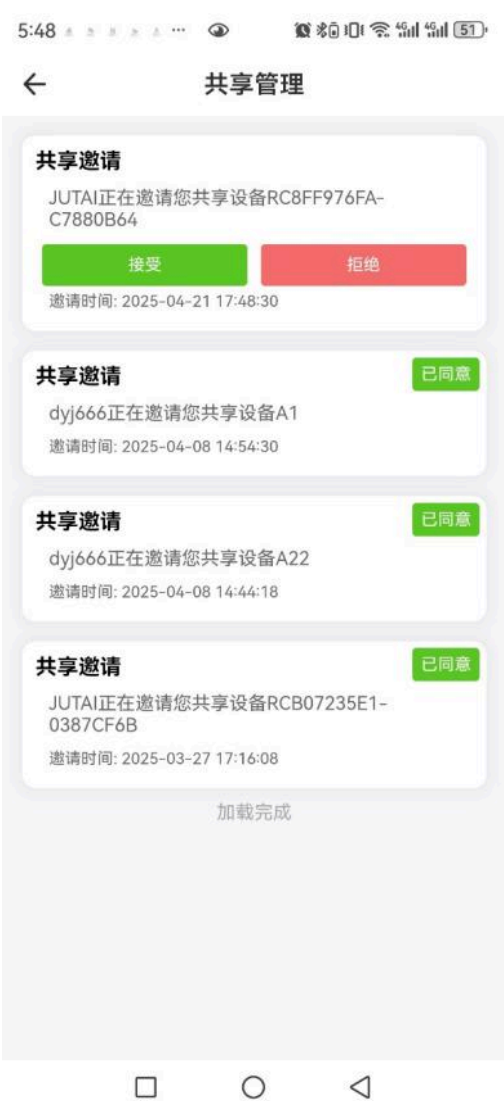 5:48
51
共享管理
共享邀请
JUTAI正在邀请您共享设备RC8FF976FA-
C7880B64
接受
拒绝
邀请时间: 2025-04-21 17:48:30
共享邀请
已同意
dyj666正在邀请您共享设备A1
邀请时间: 2025-04-08 14:54:30
共享邀请
已同意
dyj666正在邀请您共享设备A22
邀请时间: 2025-04-08 14:44:18
共享邀请
已同意
JUTAI正在邀请您共享设备RCB07235E1-
0387CF6B
邀请时间: 2025-03-27 17:16:08
加载完成